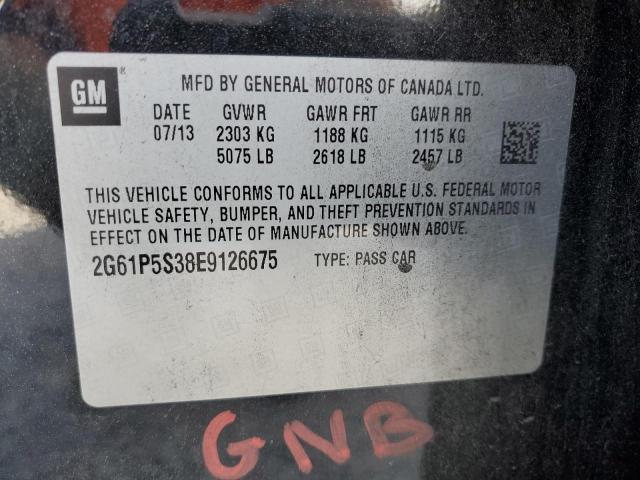 GM
®
MFD BY GENERAL MOTORS OF CANADA LTD.
DATE GVWR GAWR FRT GAWR RR
07/13 2303 KG 1188 KG 1115 KG
5075 LB 2618 LB 2457 LB
THIS VEHICLE CONFORMS TO ALL APPLICABLE U.S. FEDERAL MOTOR
VEHICLE SAFETY, BUMPER, AND THEFT PREVENTION STANDARDS IN
EFFECT ON THE DATE OF MANUFACTURE SHOWN ABOVE.
2G61P5S38E9126675 TYPE: PASS CAR
GNB